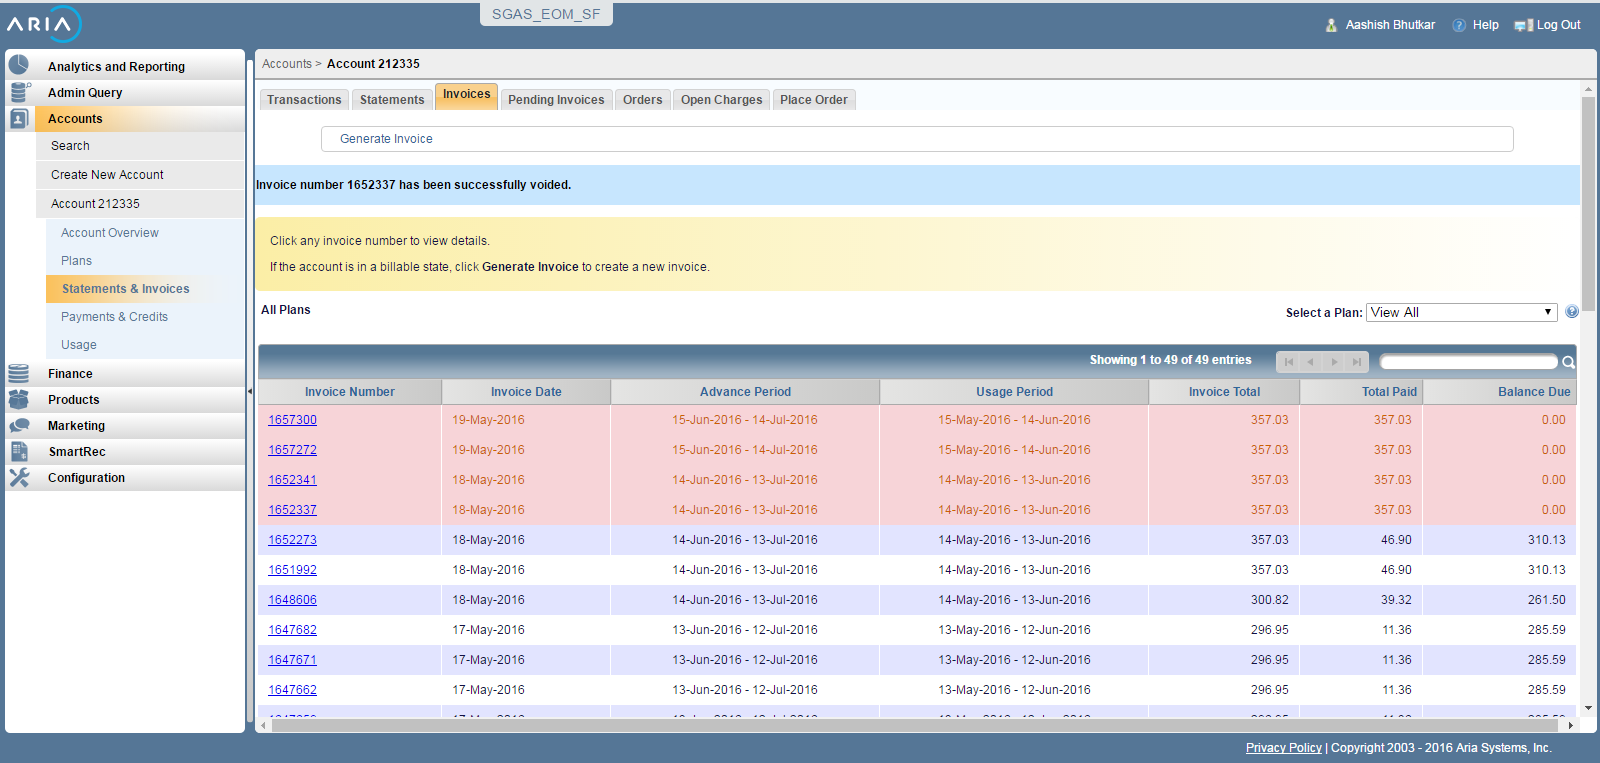 SGAS_EOM_SF
ARIA
Aashish Bhutkar Help Log Out
Analytics and Reporting
Admin Query
Accounts
Search
Create New Account
Account 212335
Account Overview
Plans
Statements & Invoices
Payments & Credits
Usage
Finance
Products
Marketing
SmartRec
Configuration
Accounts > Account 212335
Transactions Statements Invoices Pending Invoices Orders Open Charges Place Order
Generate Invoice
Invoice number 1652337 has been successfully voided.
Click any invoice number to view details.
If the account is in a billable state, click Generate Invoice to create a new invoice.
All Plans
Select a Plan: View All
Showing 1 to 49 of 49 entries
Invoice Number Invoice Date Advance Period Usage Period Invoice Total Total Paid Balance Due
1657300 19-May-2016 15-Jun-2016 - 14-Jul-2016 15-May-2016 - 14-Jun-2016 357.03 357.03 0.00
1657272 19-May-2016 15-Jun-2016 - 14-Jul-2016 15-May-2016 - 14-Jun-2016 357.03 357.03 0.00
1652341 18-May-2016 14-Jun-2016 - 13-Jul-2016 14-May-2016 - 13-Jun-2016 357.03 357.03 0.00
1652337 18-May-2016 14-Jun-2016 - 13-Jul-2016 14-May-2016 - 13-Jun-2016 357.03 357.03 0.00
1652273 18-May-2016 14-Jun-2016 - 13-Jul-2016 14-May-2016 - 13-Jun-2016 357.03 46.90 310.13
1651992 18-May-2016 14-Jun-2016 - 13-Jul-2016 14-May-2016 - 13-Jun-2016 357.03 46.90 310.13
1648606 18-May-2016 14-Jun-2016 - 13-Jul-2016 14-May-2016 - 13-Jun-2016 300.82 39.32 261.50
1647682 17-May-2016 13-Jun-2016 - 12-Jul-2016 13-May-2016 - 12-Jun-2016 296.95 11.36 285.59
1647671 17-May-2016 13-Jun-2016 - 12-Jul-2016 13-May-2016 - 12-Jun-2016 296.95 11.36 285.59
1647662 17-May-2016 13-Jun-2016 - 12-Jul-2016 13-May-2016 - 12-Jun-2016 296.95 11.36 285.59
Privacy Policy | Copyright 2003 - 2016 Aria Systems, Inc.